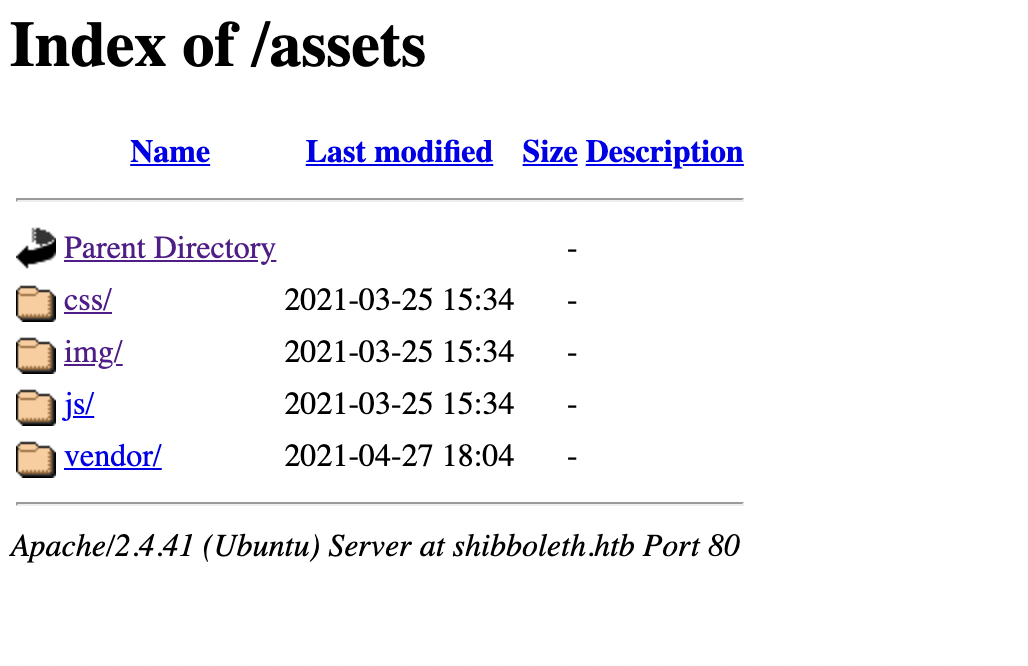 Index of /assets
Name Last modified Size Description
Parent Directory -
css/ 2021-03-25 15:34 -
img/ 2021-03-25 15:34 -
js/ 2021-03-25 15:34 -
vendor/ 2021-04-27 18:04 -
Apache/2.4.41 (Ubuntu) Server at shibboleth.htb Port 80